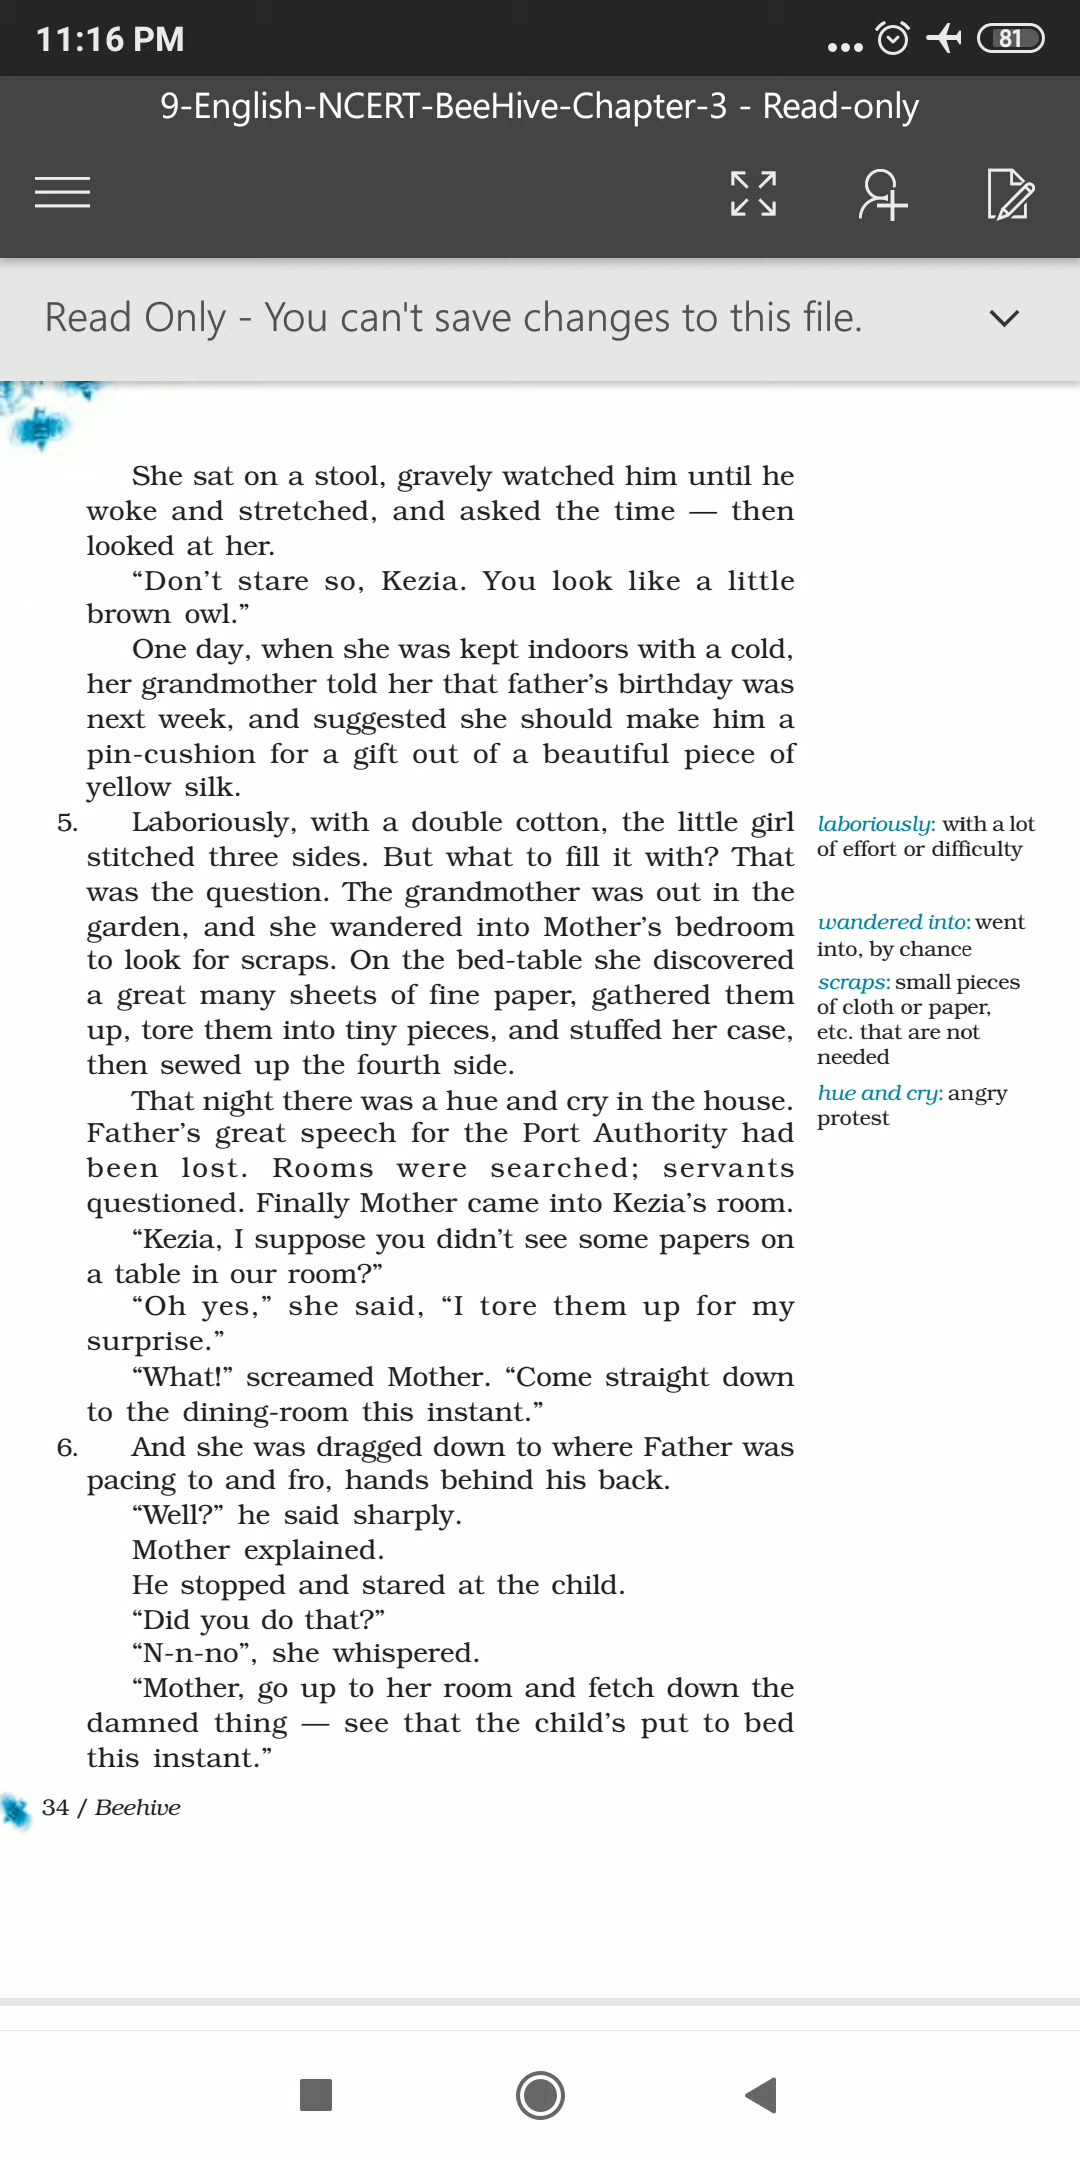 11:16 PM
81
9-English-NCERT-BeeHive-Chapter-3 - Read-only
Read Only - You can't save changes to this file.
She sat on a stool, gravely watched him until he
woke and stretched, and asked the time — then
looked at her.
“Don’t stare so, Kezia. You look like a little
brown owl.”
One day, when she was kept indoors with a cold,
her grandmother told her that father’s birthday was
next week, and suggested she should make him a
pin-cushion for a gift out of a beautiful piece of
yellow silk.
5. Laboriously, with a double cotton, the little girl
stitched three sides. But what to fill it with? That
was the question. The grandmother was out in the
garden, and she wandered into Mother’s bedroom
to look for scraps. On the bed-table she discovered
a great many sheets of fine paper, gathered them
up, tore them into tiny pieces, and stuffed her case,
then sewed up the fourth side.
That night there was a hue and cry in the house.
Father’s great speech for the Port Authority had
been lost. Rooms were searched; servants
questioned. Finally Mother came into Kezia’s room.
“Kezia, I suppose you didn’t see some papers on
a table in our room?”
“Oh yes,” she said, “I tore them up for my
surprise.”
“What!” screamed Mother. “Come straight down
to the dining-room this instant.”
6. And she was dragged down to where Father was
pacing to and fro, hands behind his back.
“Well?” he said sharply.
Mother explained.
He stopped and stared at the child.
“Did you do that?”
“N-n-no”, she whispered.
“Mother, go up to her room and fetch down the
damned thing — see that the child’s put to bed
this instant.”
laboriously: with a lot
of effort or difficulty
wandered into: went
into, by chance
scraps: small pieces
of cloth or paper,
etc. that are not
needed
hue and cry: angry
protest
34 / Beehive